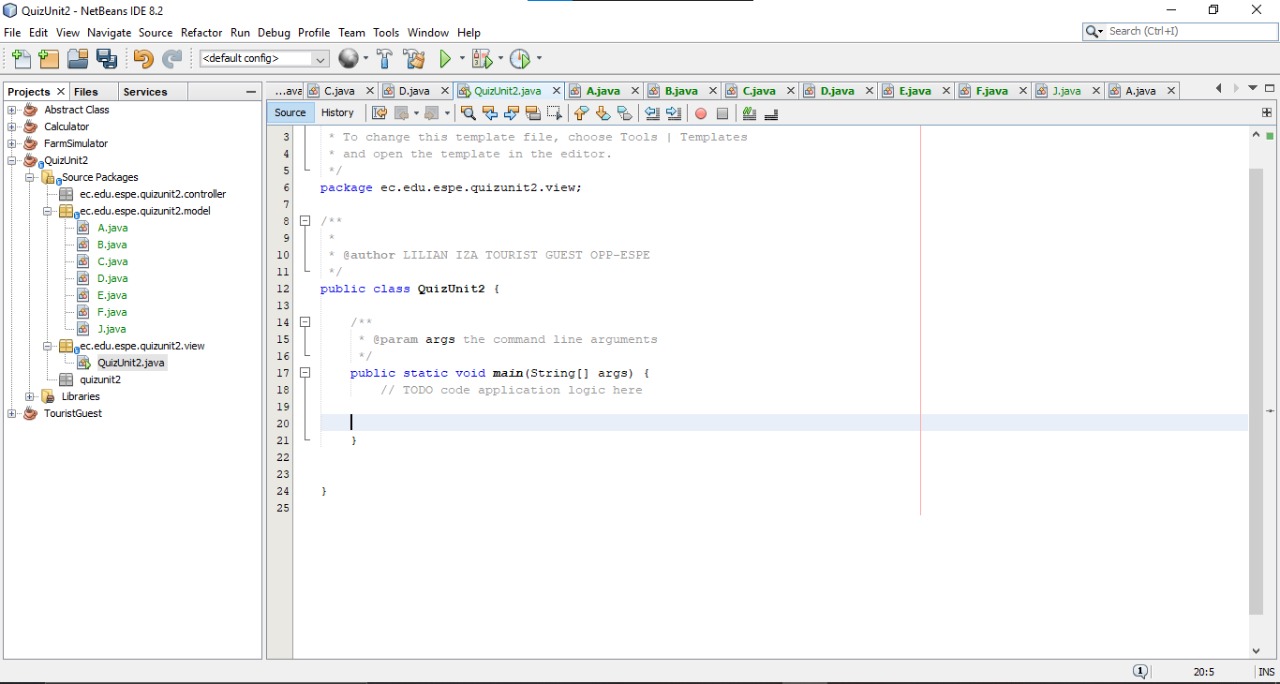 QuizUnit2 - NetBeans IDE 8.2
File Edit View Navigate Source Refactor Run Debug Profile Team Tools Window Help
Search (Ctrl+I)
<default config>
Projects Files Services
Abstract Class
Calculator
FarmSimulator
QuizUnit2
Source Packages
ec.edu.espe.quizunit2.controller
ec.edu.espe.quizunit2.model
A.java
B.java
C.java
D.java
E.java
F.java
J.java
ec.edu.espe.quizunit2.view
QuizUnit2.java
quizunit2
Libraries
TouristGuest
...ava C.java D.java QuizUnit2.java A.java B.java C.java D.java E.java F.java J.java A.java
Source History
3 * To change this template file, choose Tools | Templates
4 * and open the template in the editor.
5 */
6 package ec.edu.espe.quizunit2.view;
7
8 /**
9 *
10 * @author LILIAN IZA TOURIST GUEST OPP-ESPE
11 */
12 public class QuizUnit2 {
13
14 /**
15 * @param args the command line arguments
16 */
17 public static void main(String[] args) {
18 // TODO code application logic here
19
20
21 }
22
23
24 }
25
1 20:5 INS